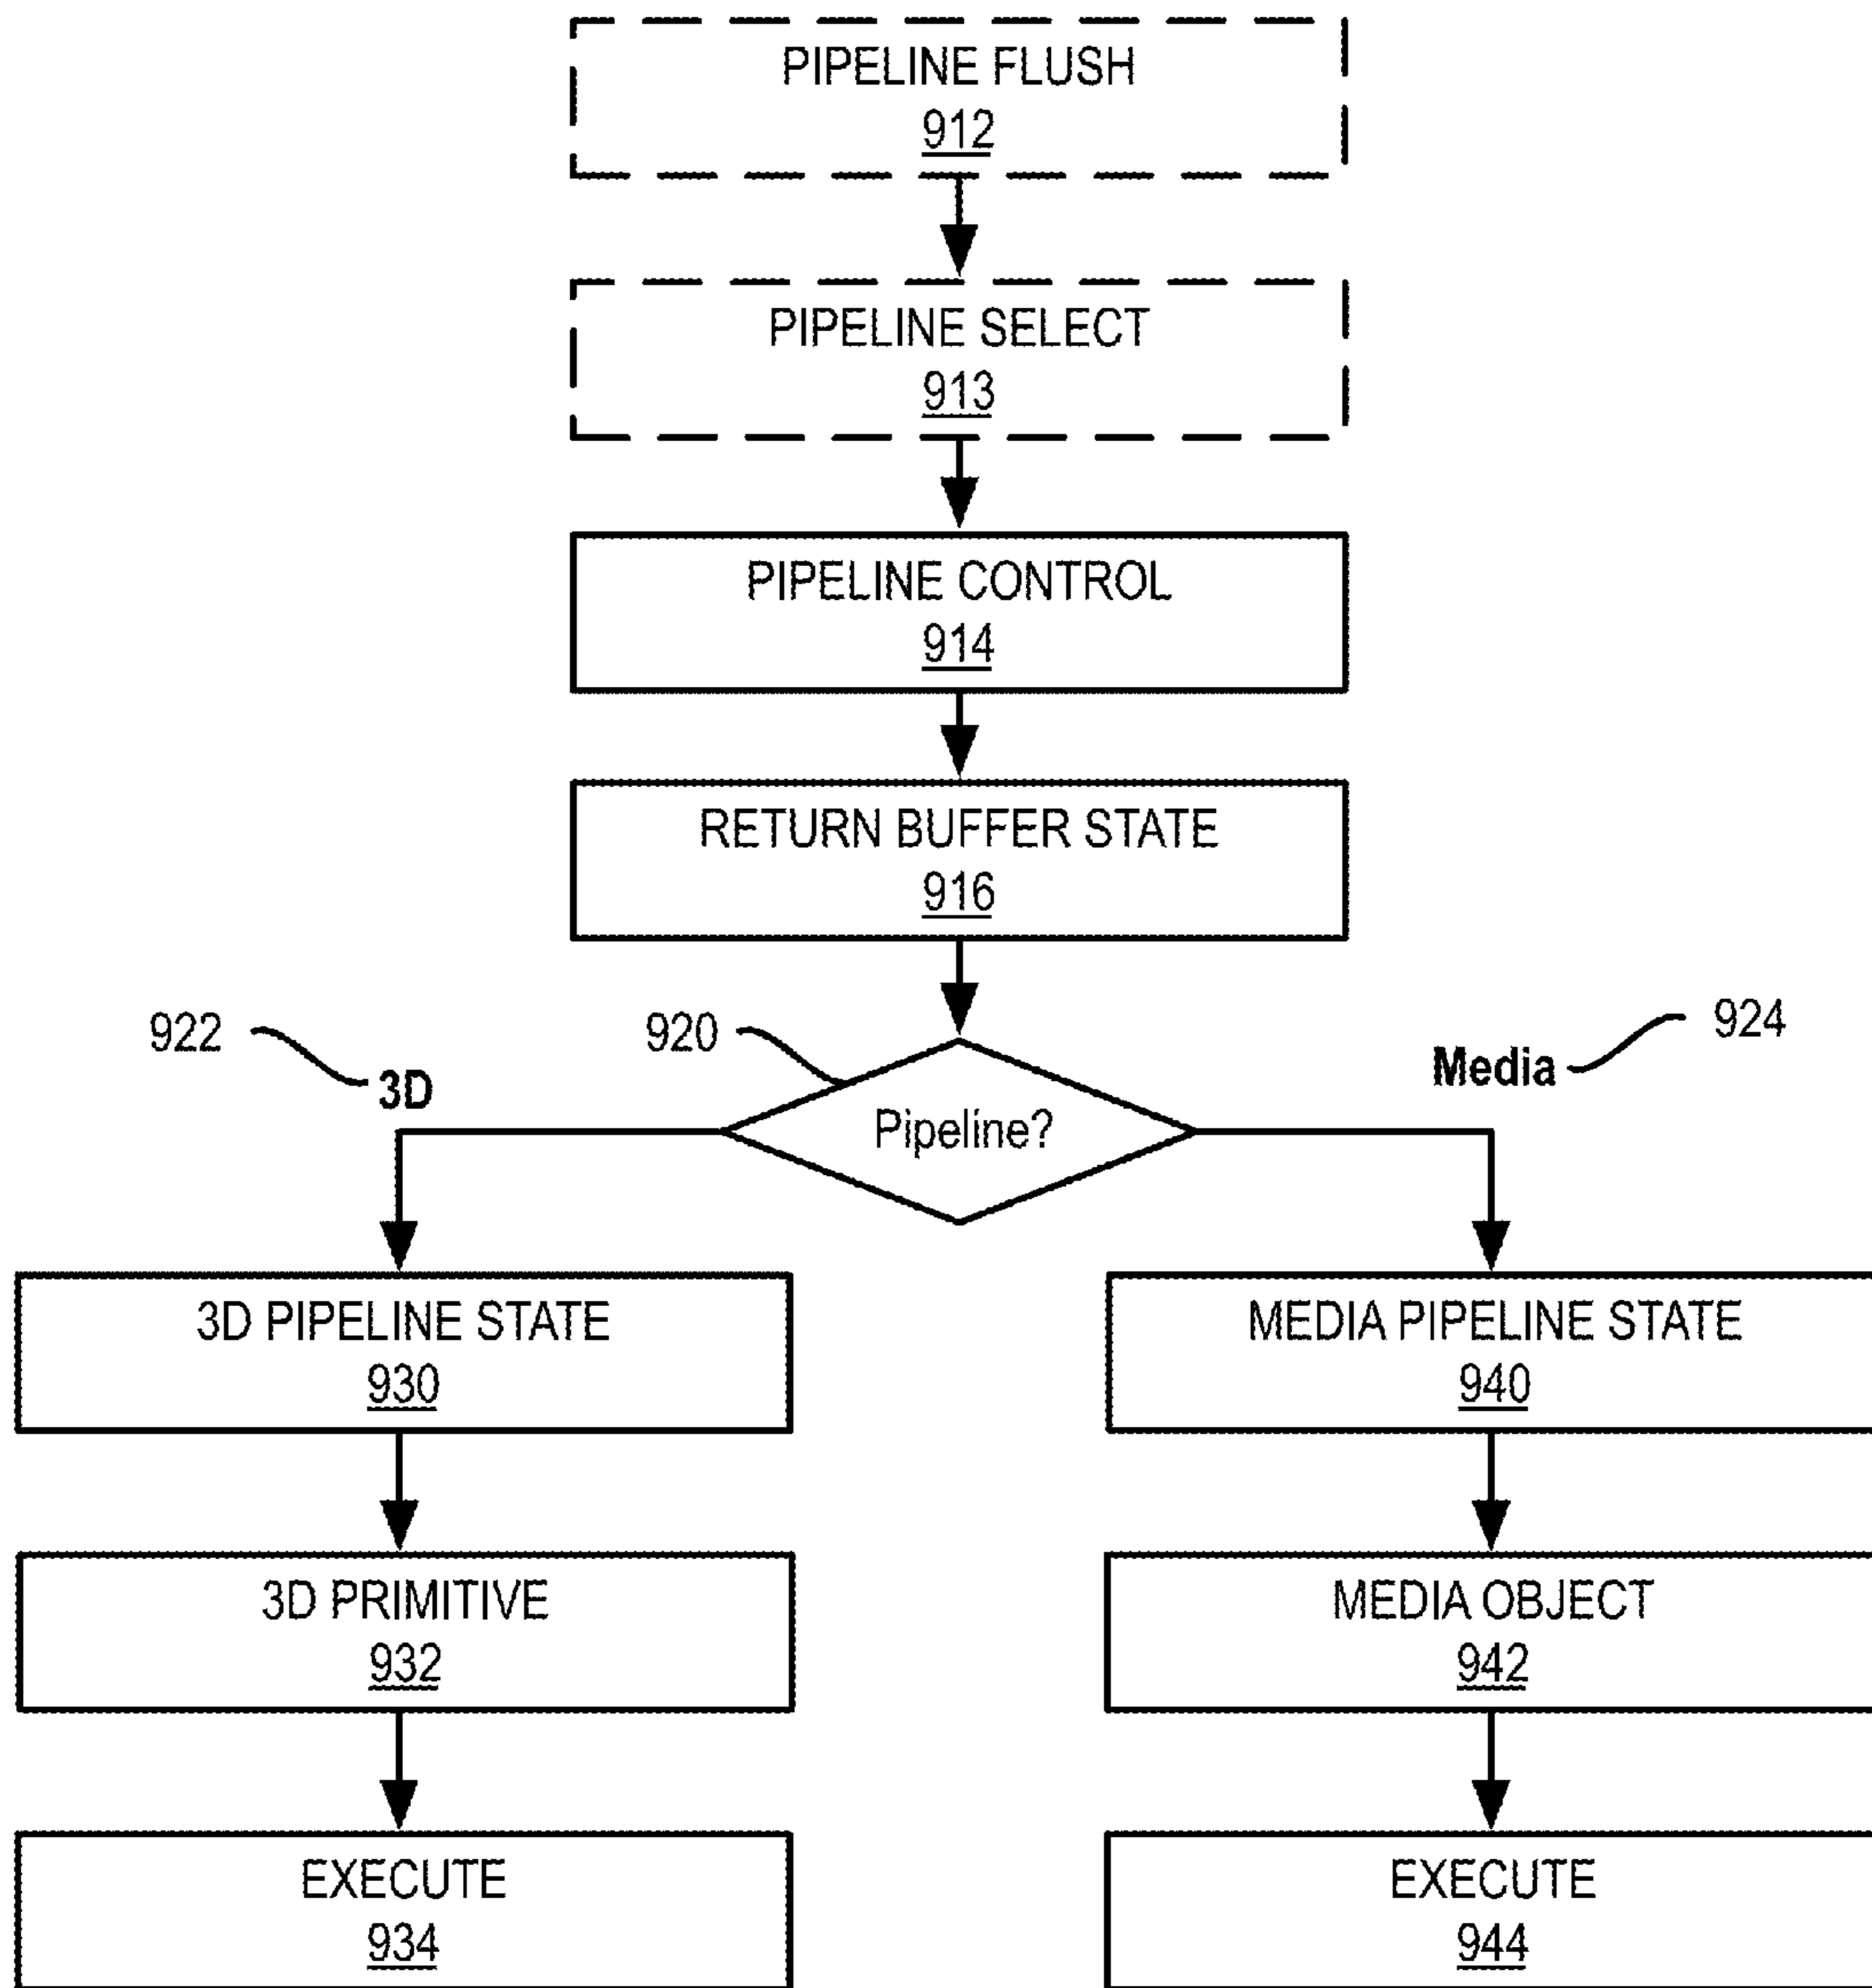 PIPELINE FLUSH
912
PIPELINE SELECT
913
PIPELINE CONTROL
914
RETURN BUFFER STATE
916
922
920
924
3D
Media
Pipeline?
3D PIPELINE STATE
930
MEDIA PIPELINE STATE
940
3D PRIMITIVE
932
MEDIA OBJECT
942
EXECUTE
934
EXECUTE
944